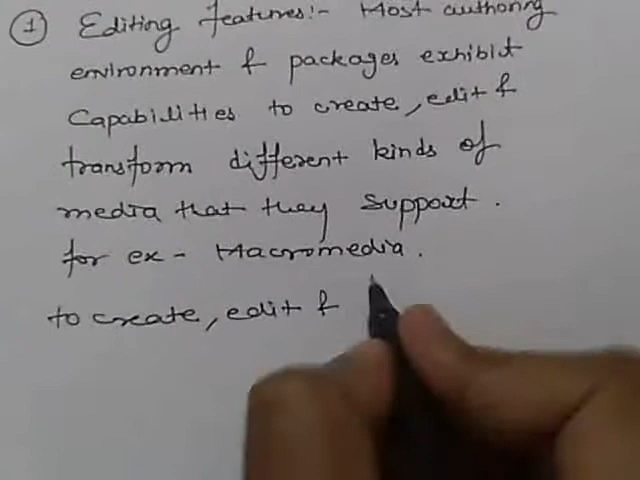 ① Editing features:- Most authoring
environment & packages exhibit
Capabilities to create, edit &
transform different kinds of
media that they support.
for ex - Macromedia.
to create, edit &